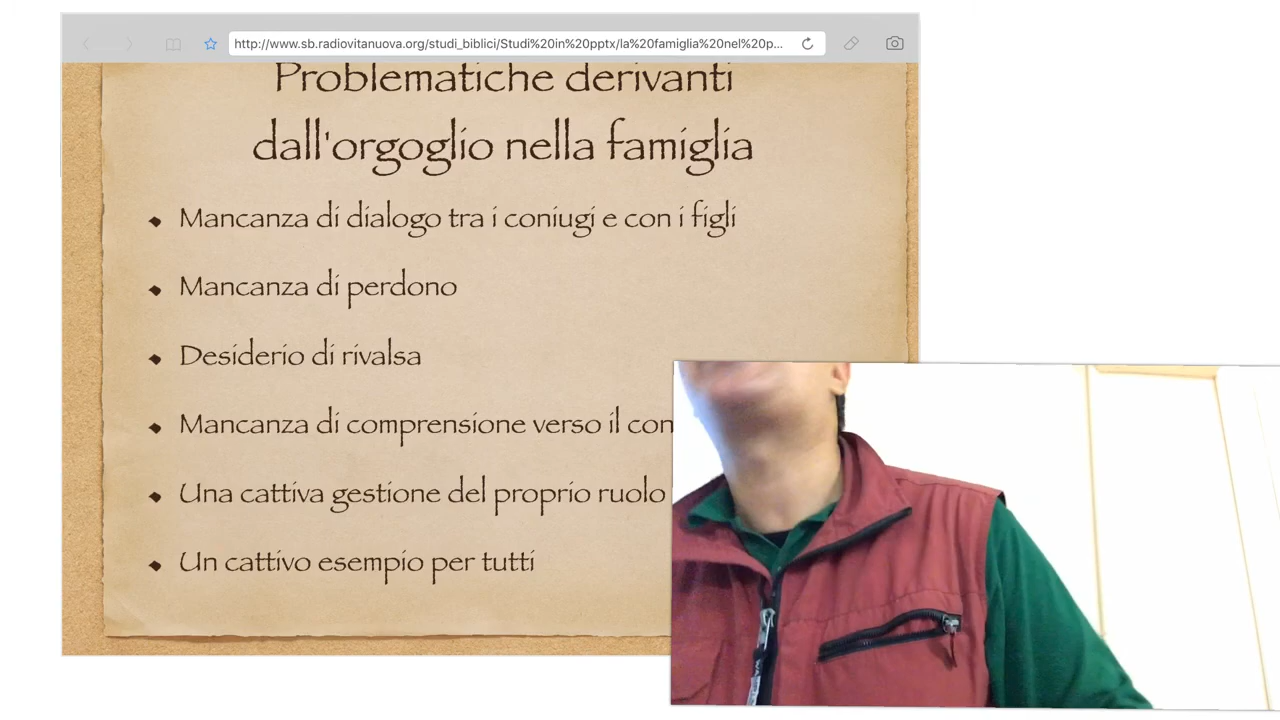 http://www.sb.radiovitanuova.org/studi_biblici/Studi%20in%20pptx/la%20famiglia%20nel%20p...
Problematiche derivanti
dall'orgoglio nella famiglia
Mancanza di dialogo tra i coniugi e con i figli
Mancanza di perdono
Desiderio di rivalsa
Mancanza di comprensione verso il con
Una cattiva gestione del proprio ruolo
Un cattivo esempio per tutti